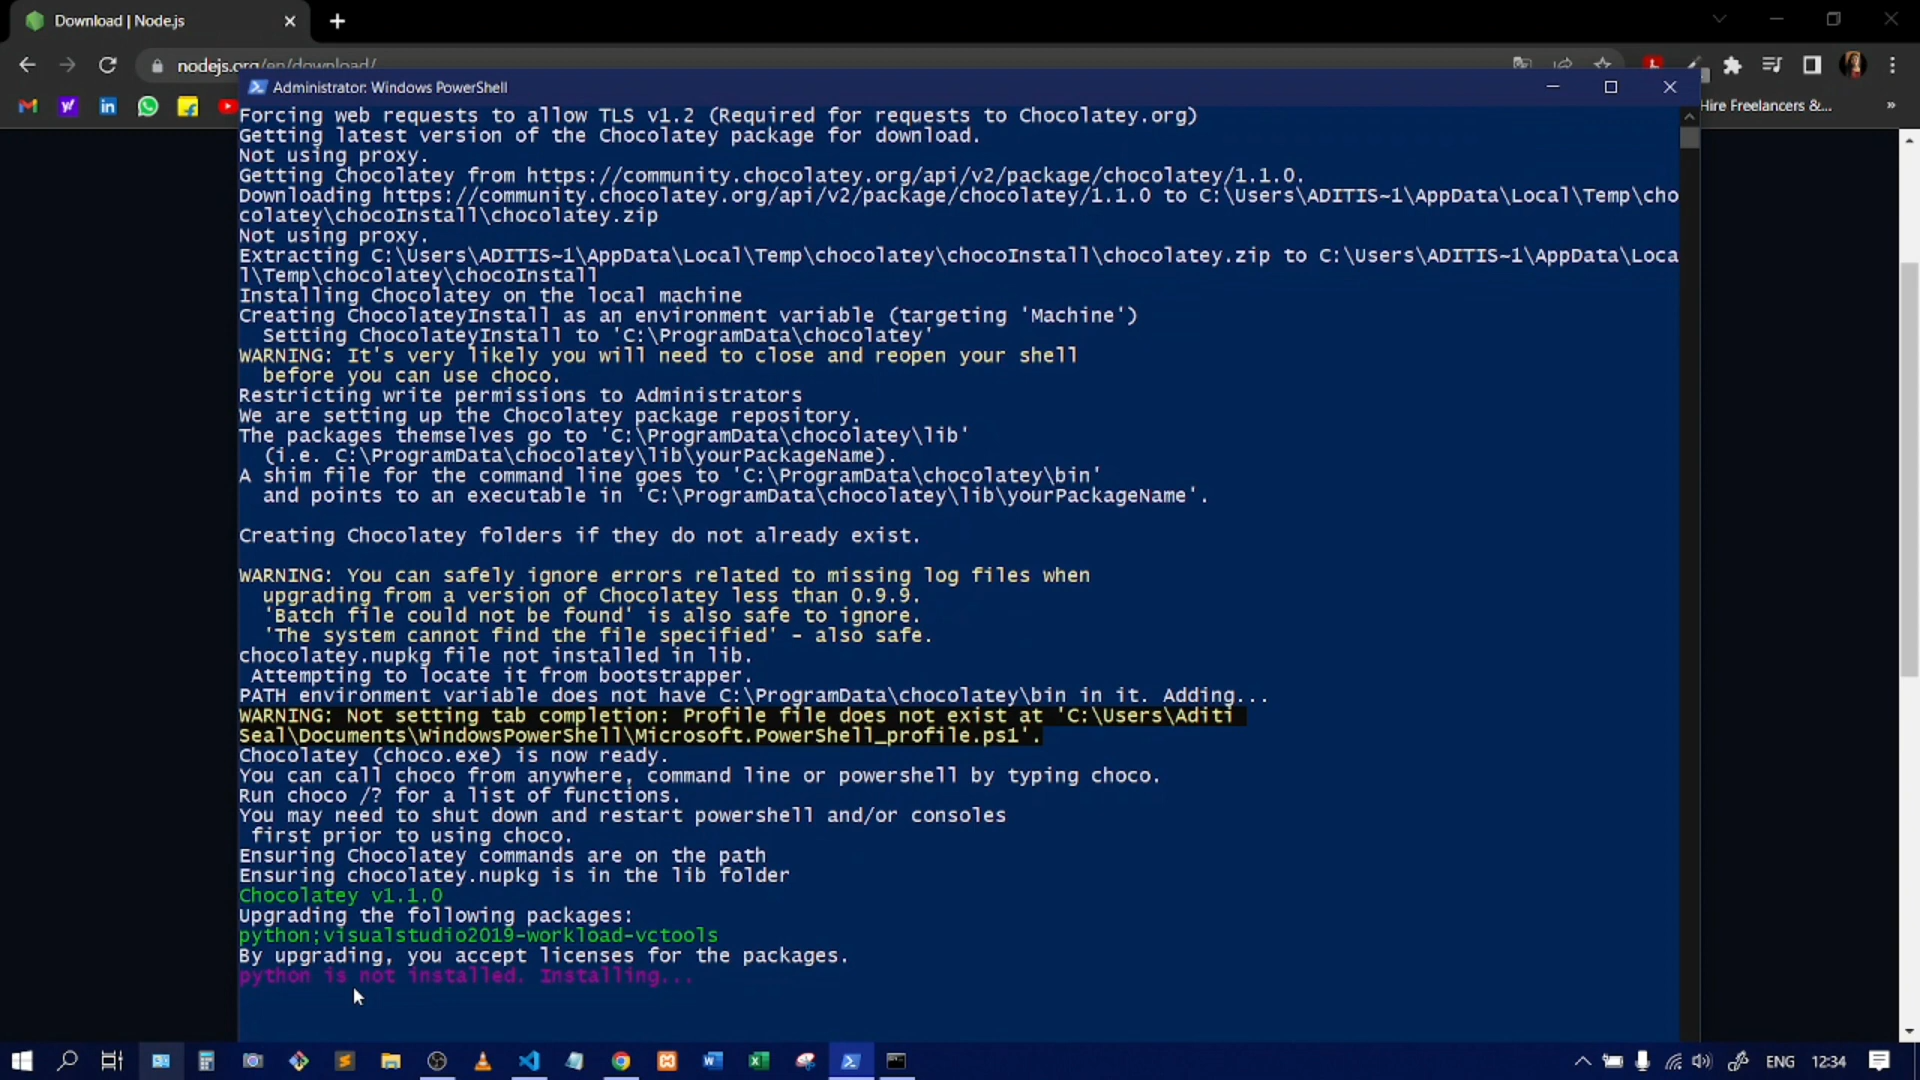 Download | Node.js
nodejs.org/en/download/
Hire Freelancers &...
Administrator: Windows PowerShell
Forcing web requests to allow TLS v1.2 (Required for requests to Chocolatey.org)
Getting latest version of the Chocolatey package for download.
Not using proxy.
Getting Chocolatey from https://community.chocolatey.org/api/v2/package/chocolatey/1.1.0.
Downloading https://community.chocolatey.org/api/v2/package/chocolatey/1.1.0 to C:\Users\ADITIS~1\AppData\Local\Temp\cho
colatey\chocoInstall\chocolatey.zip
Not using proxy.
Extracting C:\Users\ADITIS~1\AppData\Local\Temp\chocolatey\chocoInstall\chocolatey.zip to C:\Users\ADITIS~1\AppData\Loca
l\Temp\chocolatey\chocoInstall
Installing Chocolatey on the local machine
Creating ChocolateyInstall as an environment variable (targeting 'Machine')
  Setting ChocolateyInstall to 'C:\ProgramData\chocolatey'
WARNING: It's very likely you will need to close and reopen your shell
  before you can use choco.
Restricting write permissions to Administrators
We are setting up the Chocolatey package repository.
The packages themselves go to 'C:\ProgramData\chocolatey\lib'
  (i.e. C:\ProgramData\chocolatey\lib\yourPackageName).
A shim file for the command line goes to 'C:\ProgramData\chocolatey\bin'
  and points to an executable in 'C:\ProgramData\chocolatey\lib\yourPackageName'.
Creating Chocolatey folders if they do not already exist.
WARNING: You can safely ignore errors related to missing log files when
  upgrading from a version of Chocolatey less than 0.9.9.
  'Batch file could not be found' is also safe to ignore.
  'The system cannot find the file specified' - also safe.
chocolatey.nupkg file not installed in lib.
 Attempting to locate it from bootstrapper.
PATH environment variable does not have C:\ProgramData\chocolatey\bin in it. Adding...
WARNING: Not setting tab completion: Profile file does not exist at 'C:\Users\Aditi
Seal\Documents\WindowsPowerShell\Microsoft.PowerShell_profile.ps1'.
Chocolatey (choco.exe) is now ready.
You can call choco from anywhere, command line or powershell by typing choco.
Run choco /? for a list of functions.
You may need to shut down and restart powershell and/or consoles
 first prior to using choco.
Ensuring Chocolatey commands are on the path
Ensuring chocolatey.nupkg is in the lib folder
Chocolatey v1.1.0
Upgrading the following packages:
python;visualstudio2019-workload-vctools
By upgrading, you accept licenses for the packages.
python is not installed. Installing...
ENG 12:34